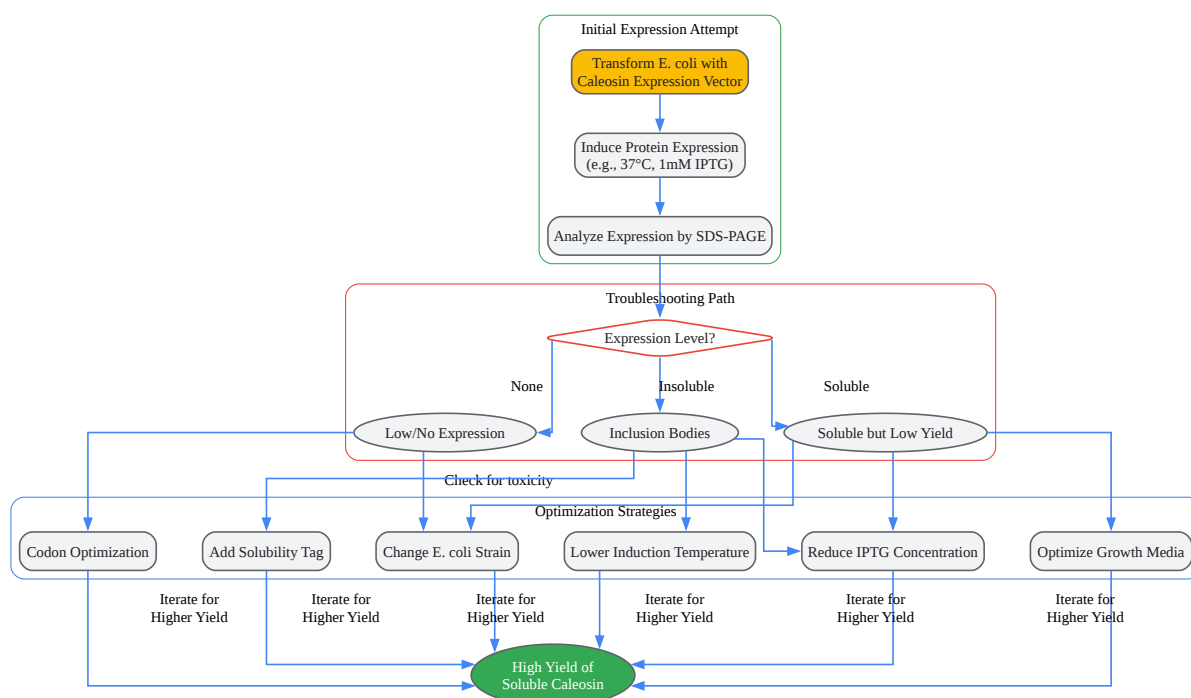 Initial Expression Attempt
Transform E. coli with
Caleosin Expression Vector
Induce Protein Expression
(e.g., 37°C, 1mM IPTG)
Analyze Expression by SDS-PAGE
Troubleshooting Path
Expression Level?
None
Insoluble
Soluble
Low/No Expression
Inclusion Bodies
Soluble but Low Yield
Check for toxicity
Optimization Strategies
Codon Optimization
Add Solubility Tag
Change E. coli Strain
Lower Induction Temperature
Reduce IPTG Concentration
Optimize Growth Media
Iterate for
Higher Yield
Iterate for
Higher Yield
Iterate for
Higher Yield
Iterate for
Higher Yield
Iterate for
Higher Yield
Iterate for
Higher Yield
High Yield of
Soluble Caleosin